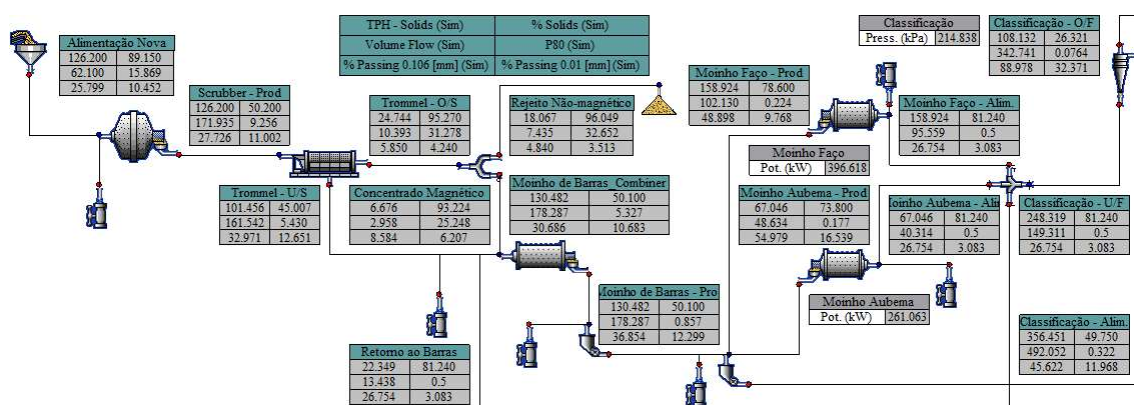 TPH - Solids (Sim) % Solids (Sim)
Volume Flow (Sim) P80 (Sim)
% Passing 0.106 [mm] (Sim) % Passing 0.01 [mm] (Sim)
Alimentação Nova
126.200 89.150
62.100 15.869
25.799 10.452
Scrubber - Prod
126.200 50.200
171.935 9.256
27.726 11.002
Trommel - O/S
24.744 95.270
10.393 31.278
5.850 4.240
Rejeito Não-magnético
18.067 96.049
7.435 32.652
4.840 3.513
Moinho Faço - Prod
158.924 78.600
102.130 0.224
48.898 9.768
Classificação
Press. (kPa) 214.838
Classificação - O/F
108.132 26.321
342.741 0.0764
88.978 32.371
Moinho Faço - Alim.
158.924 81.240
95.559 0.5
26.754 3.083
Moinho Faço
Pot. (kW) 396.618
Trommel - U/S
101.456 45.007
161.542 5.430
32.971 12.651
Concentrado Magnético
6.676 93.224
2.958 25.248
8.584 6.207
Moinho de Barras_Combiner
130.482 50.100
178.287 5.327
30.686 10.683
Moinho Aubema - Prod
67.046 73.800
48.634 0.177
54.979 16.539
Moinho Aubema - Ali
67.046 81.240
40.314 0.5
26.754 3.083
Classificação - U/F
248.319 81.240
149.311 0.5
26.754 3.083
Moinho de Barras - Pro
130.482 50.100
178.287 0.857
36.854 12.299
Moinho Aubema
Pot. (kW) 261.063
Classificação - Alim.
356.451 49.750
492.052 0.322
45.622 11.968
Retorno ao Barras
22.349 81.240
13.438 0.5
26.754 3.083